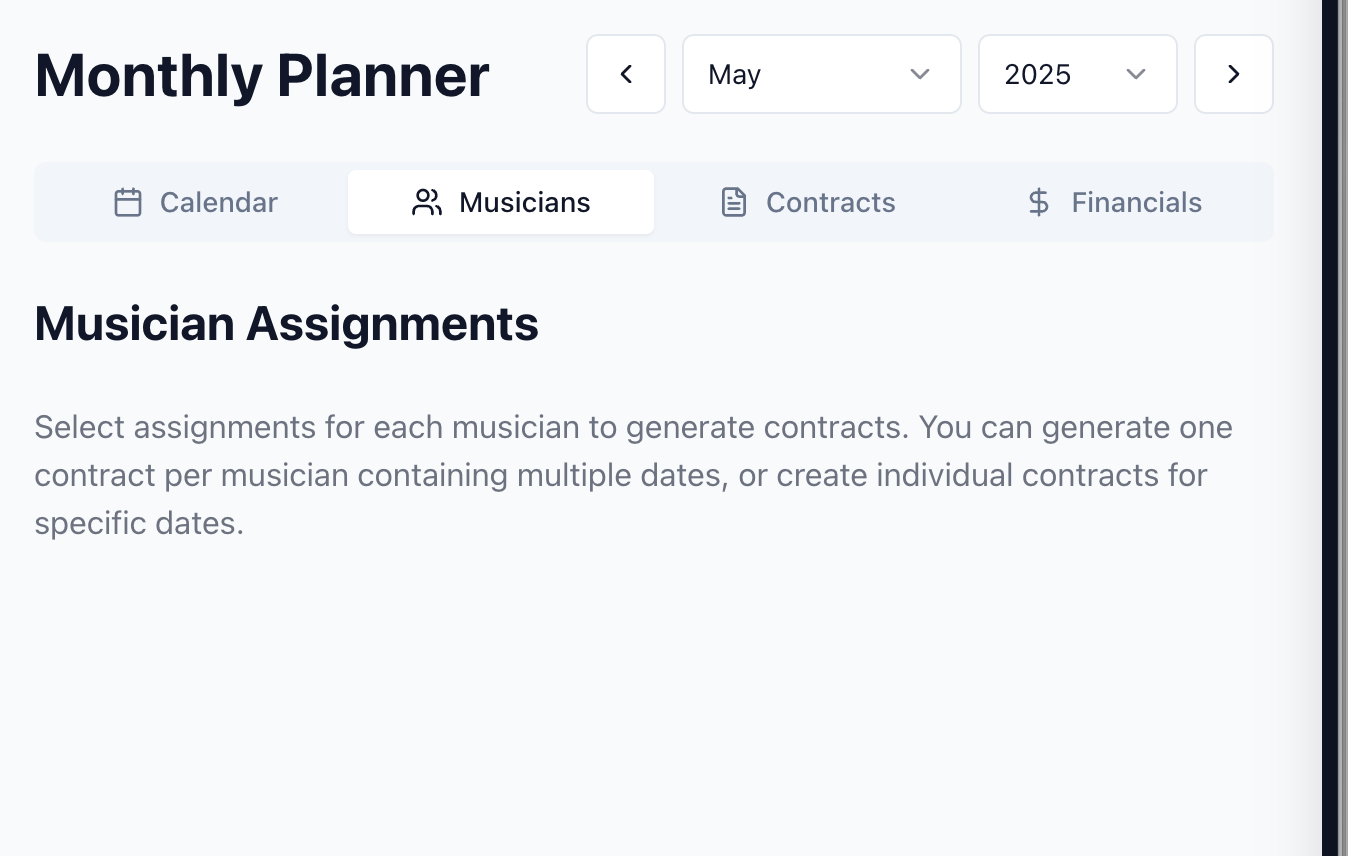 Monthly Planner
May
2025
Calendar
Musicians
Contracts
Financials
Musician Assignments
Select assignments for each musician to generate contracts. You can generate one
contract per musician containing multiple dates, or create individual contracts for
specific dates.